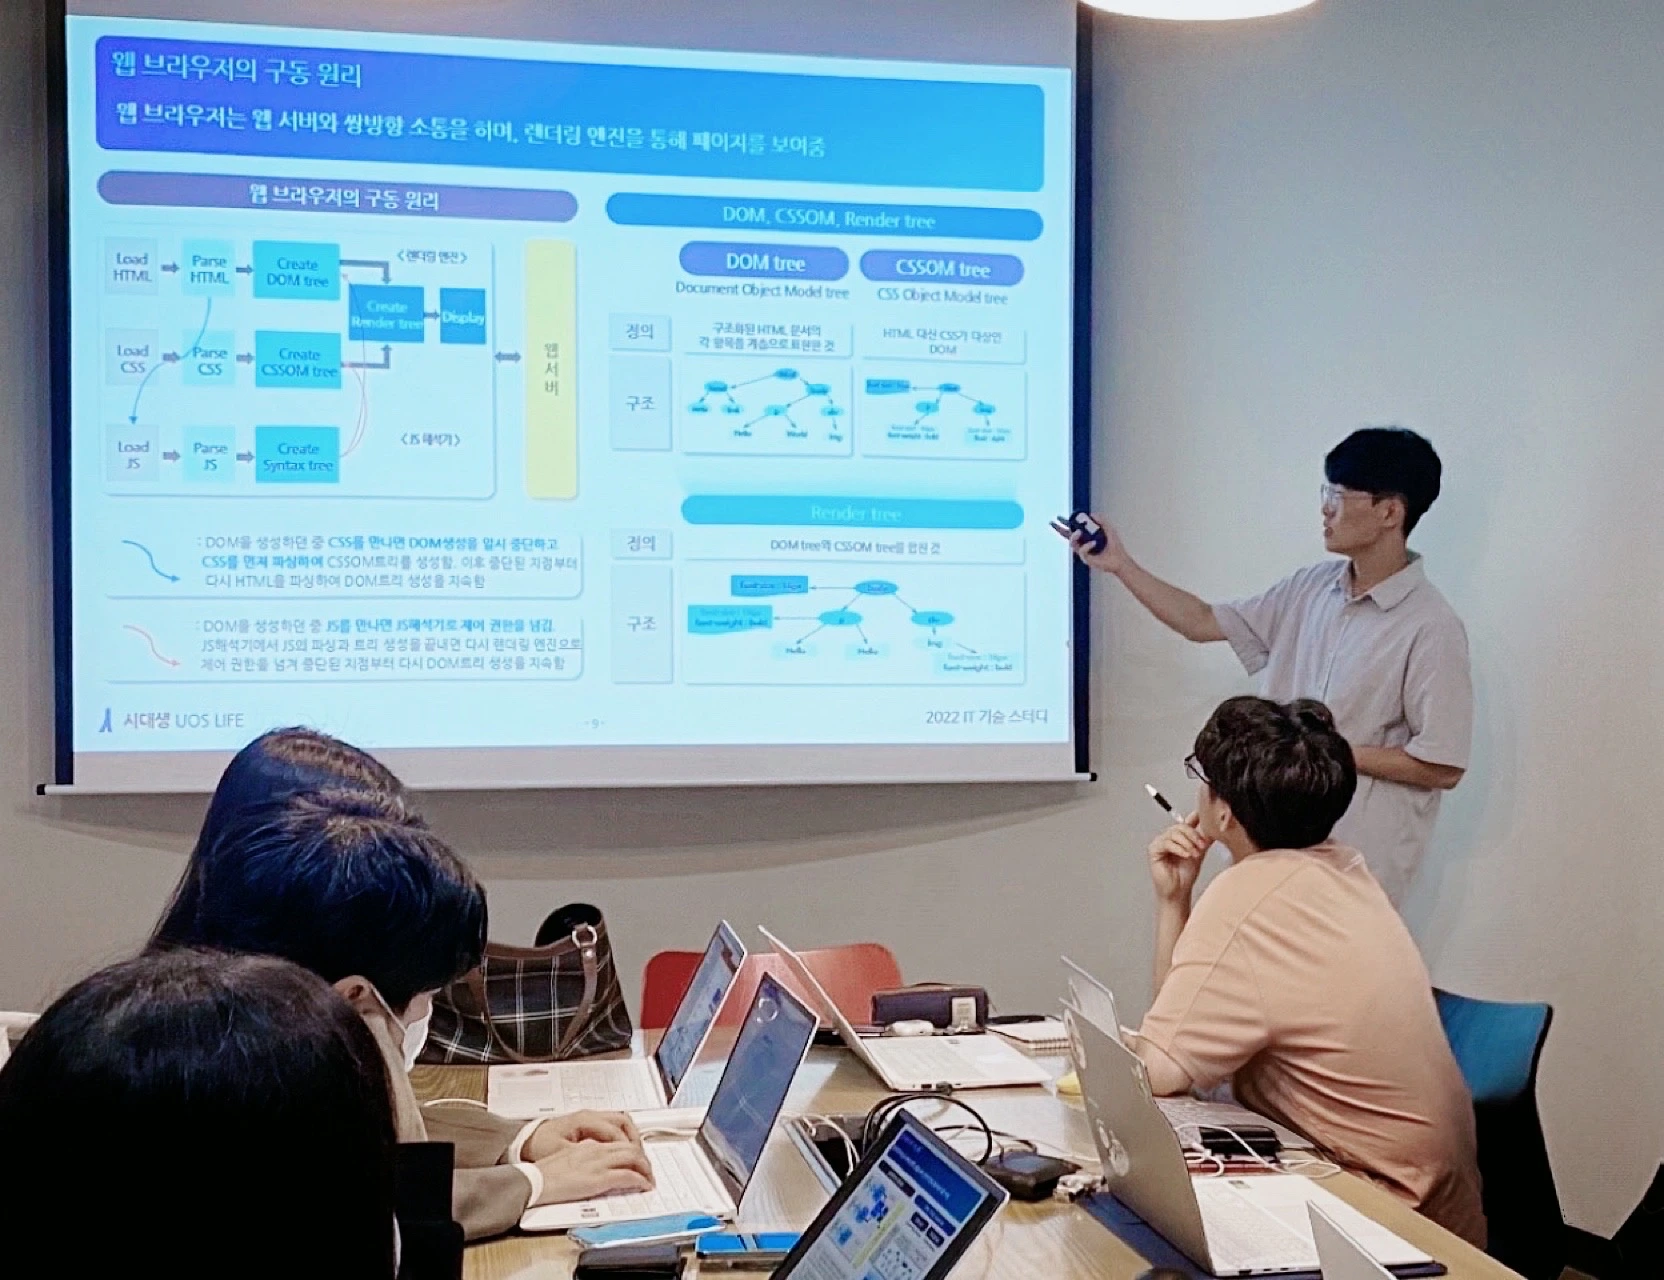 웹 브라우저의 구동 원리
웹 브라우저는 웹 서버와 쌍방향 소통을 하며, 렌더링 엔진을 통해 페이지를 보여줌
웹 브라우저의 구동 원리
Load HTML
Parse HTML
Create DOM tree
<렌더링 엔진>
Create Render tree
Display
Load CSS
Parse CSS
Create CSSOM tree
Load JS
Parse JS
Create Syntax tree
<JS 해석기>
웹서버
: DOM을 생성하던 중 CSS를 만나면 DOM생성을 일시 중단하고
CSS를 먼저 파싱하여 CSSOM트리를 생성함. 이후 중단된 지점부터
다시 HTML을 파싱하여 DOM트리 생성을 지속함
: DOM을 생성하던 중 JS를 만나면 JS해석기로 제어 권한을 넘김.
JS해석기에서 JS의 파싱과 트리 생성을 끝내면 다시 렌더링 엔진으로
제어 권한을 넘겨 중단된 지점부터 다시 DOM트리 생성을 지속함
DOM, CSSOM, Render tree
DOM tree
CSSOM tree
Document Object Model tree
CSS Object Model tree
정의
구조화된 HTML 문서의
각 항목을 계층으로 표현한 것
HTML 대신 CSS가 대상인
DOM
구조
Hello
World
img
font-weight : bold
Render tree
정의
DOM tree와 CSSOM tree를 합친 것
구조
body
p
div
font-weight : bold
Hello
Hello
img
font-weight : bold
시대생 UOS LIFE
-9-
2022 IT 기술 스터디